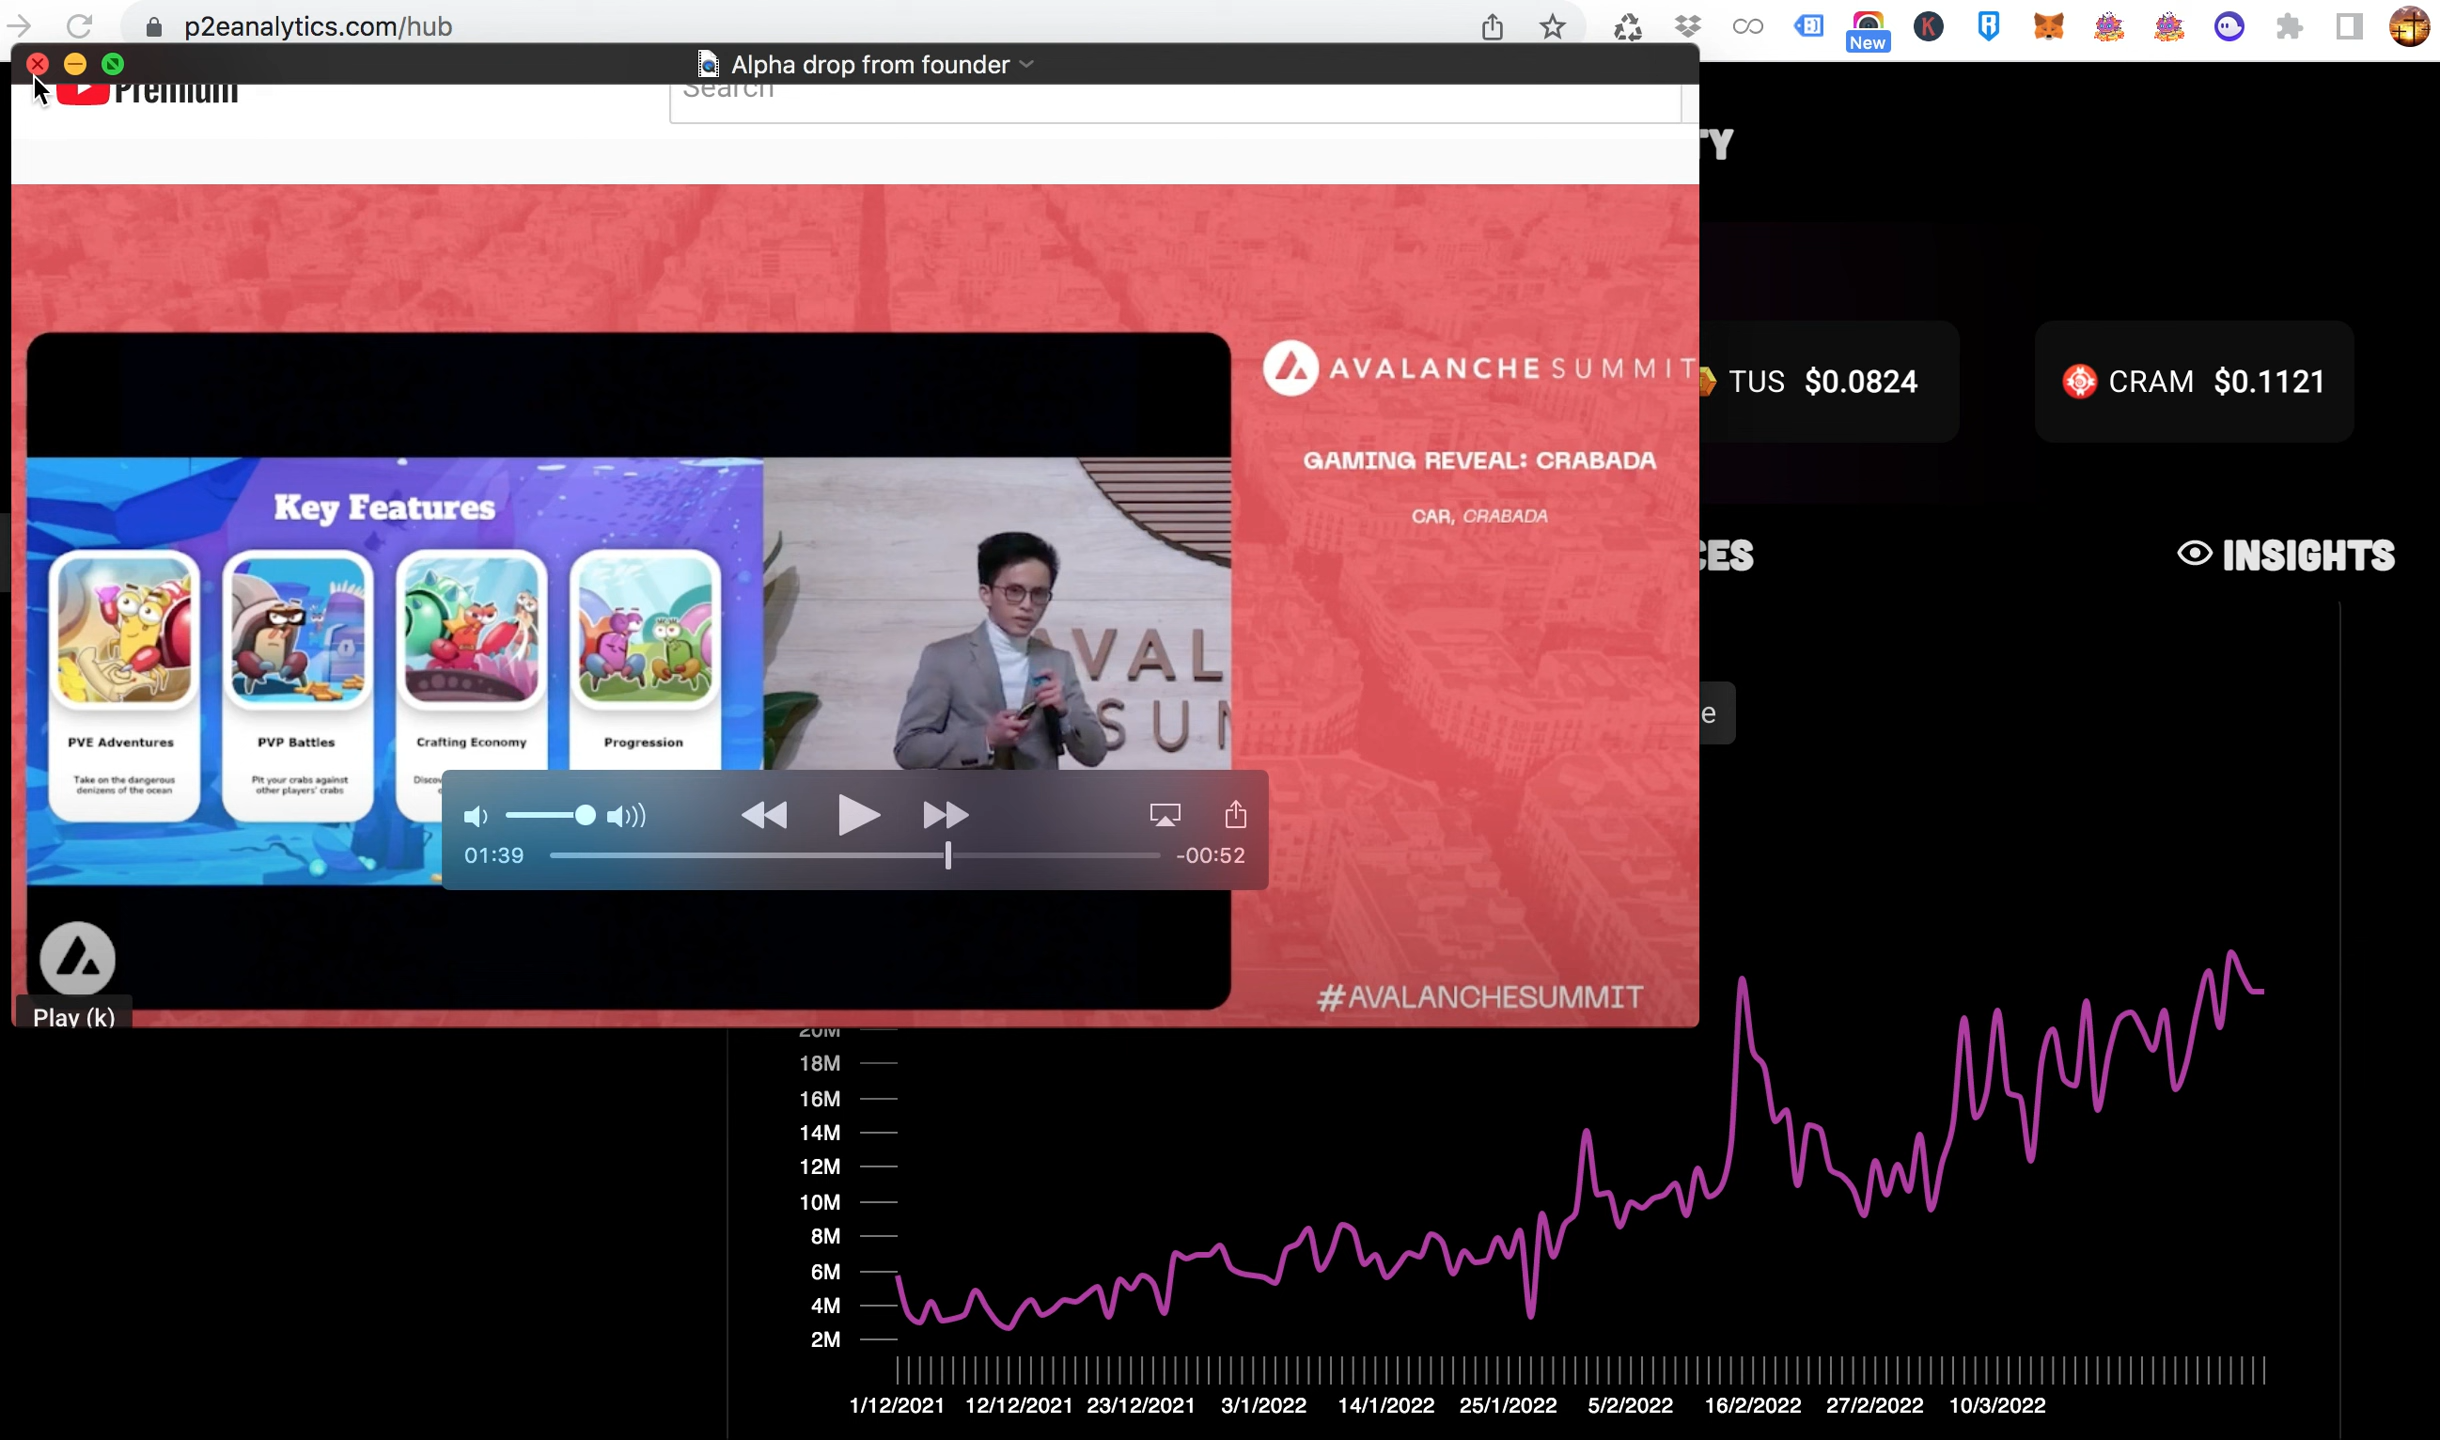 p2eanalytics.com/hub
New
Alpha drop from founder
Premium
Search
TY
AVALANCHE SUMMIT
TUS $0.0824
CRAM $0.1121
GAMING REVEAL: CRABADA
CAR, CRABADA
Key Features
CES
INSIGHTS
AVAL
SUM
e
PVE Adventures
PVP Battles
Crafting Economy
Progression
Take on the dangerous
denizens of the ocean
Pit your crabs against
other players' crabs
Discov
01:39
-00:52
#AVALANCHESUMMIT
Play (k)
20M
18M
16M
14M
12M
10M
8M
6M
4M
2M
1/12/2021 12/12/2021 23/12/2021 3/1/2022 14/1/2022 25/1/2022 5/2/2022 16/2/2022 27/2/2022 10/3/2022